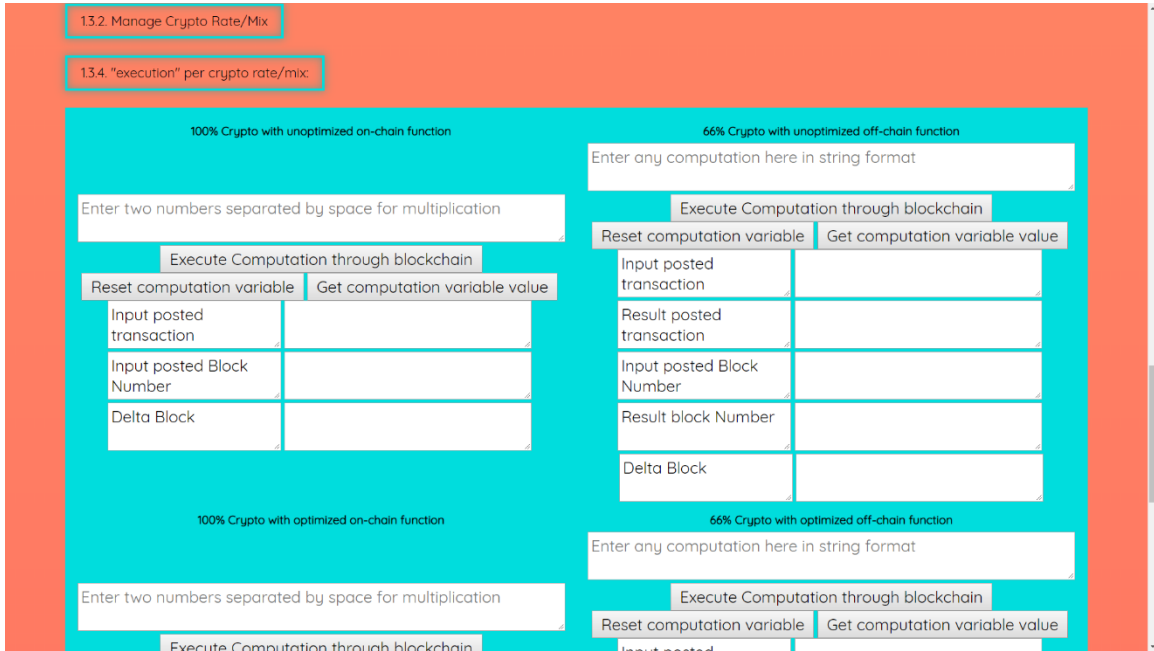 1.3.2. Manage Crypto Rate/Mix
1.3.4. "execution" per crypto rate/mix:
100% Crypto with unoptimized on-chain function
Enter two numbers separated by space for multiplication
Execute Computation through blockchain
Reset computation variable
Get computation variable value
Input posted
transaction
Input posted Block
Number
Delta Block
66% Crypto with unoptimized off-chain function
Enter any computation here in string format
Execute Computation through blockchain
Reset computation variable
Get computation variable value
Input posted
transaction
Result posted
transaction
Input posted Block
Number
Result block Number
Delta Block
100% Crypto with optimized on-chain function
Enter two numbers separated by space for multiplication
Execute Computation through blockchain
66% Crypto with optimized off-chain function
Enter any computation here in string format
Execute Computation through blockchain
Reset computation variable
Get computation variable value
Input posted